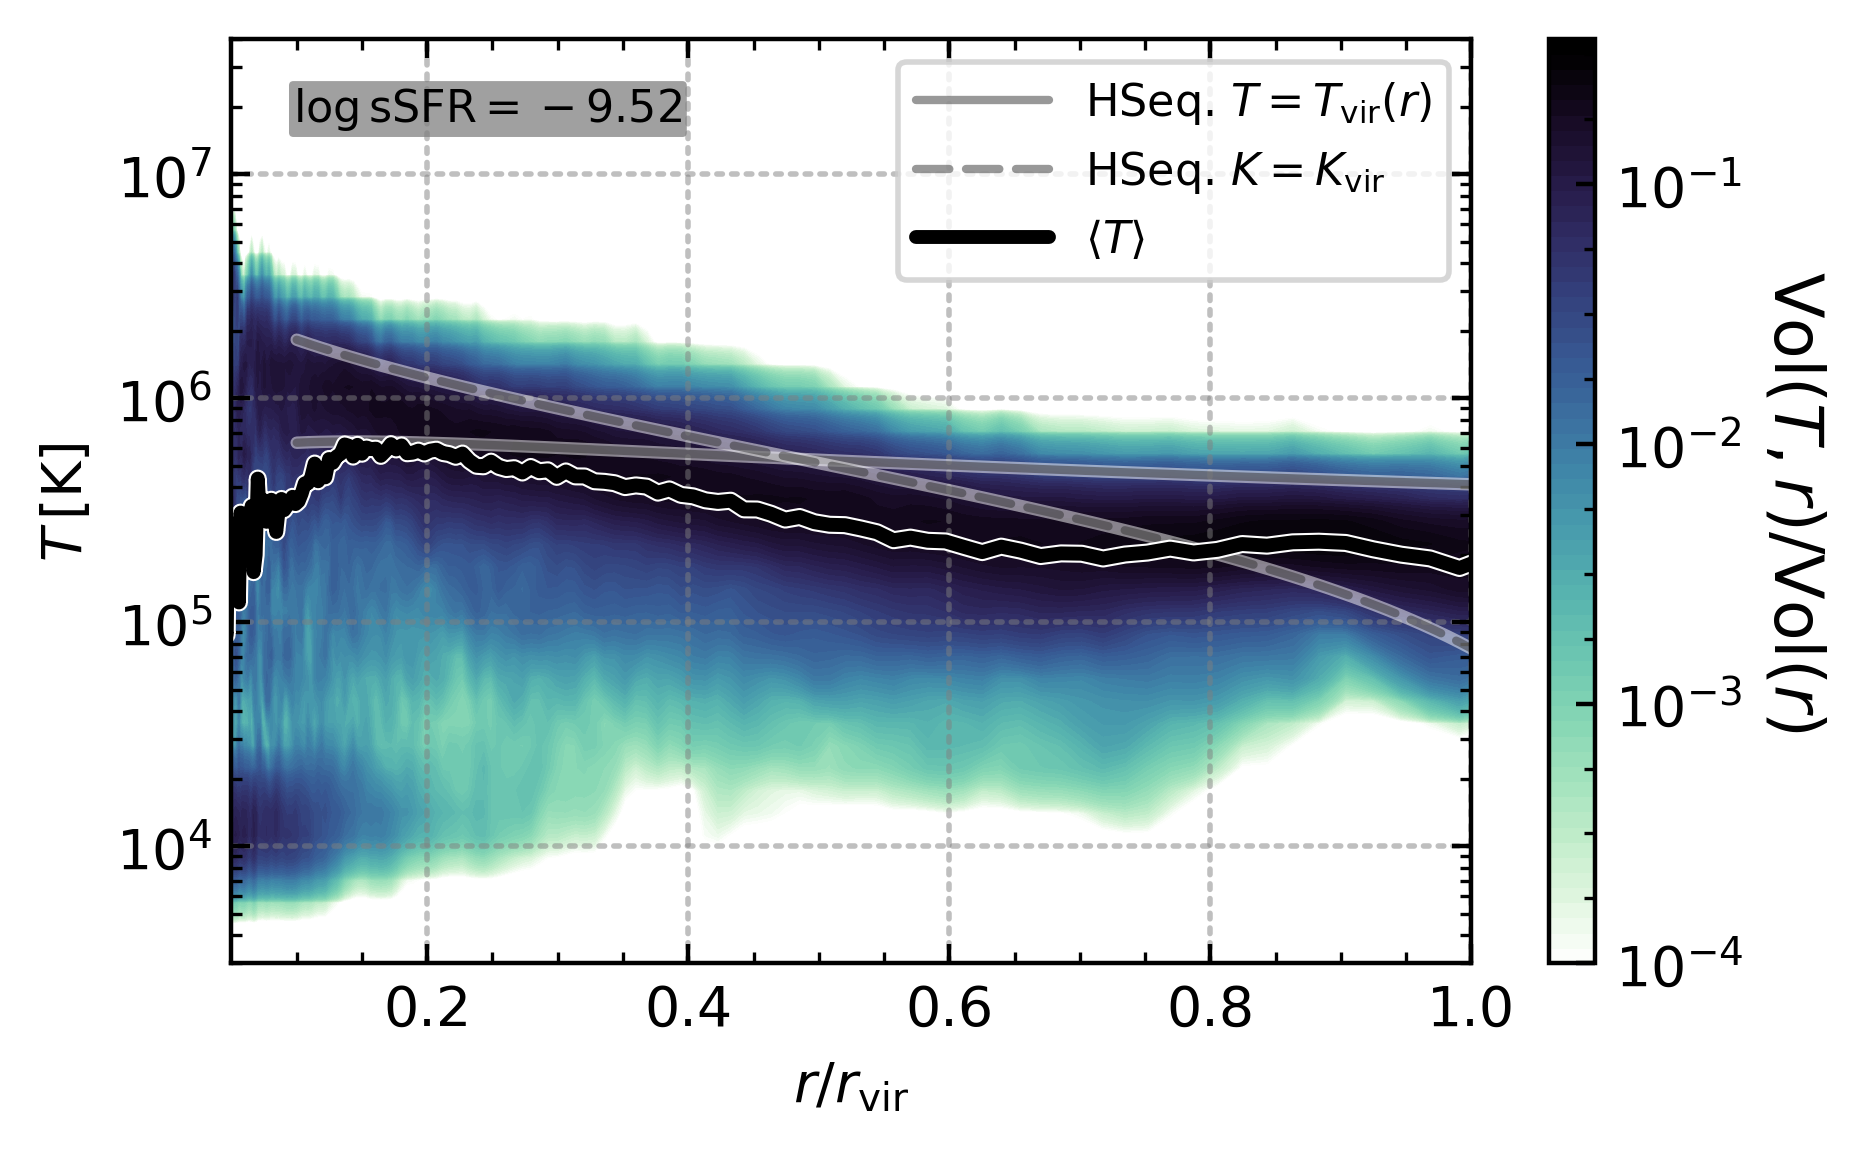 log sSFR = −9.52
HSeq. T = T_vir(r)
HSeq. K = K_vir
⟨T⟩
T [K]
10^7
10^6
10^5
10^4
0.2 0.4 0.6 0.8 1.0
r/r_vir
10^−1
10^−2
10^−3
10^−4
Vol(T, r)/Vol(r)